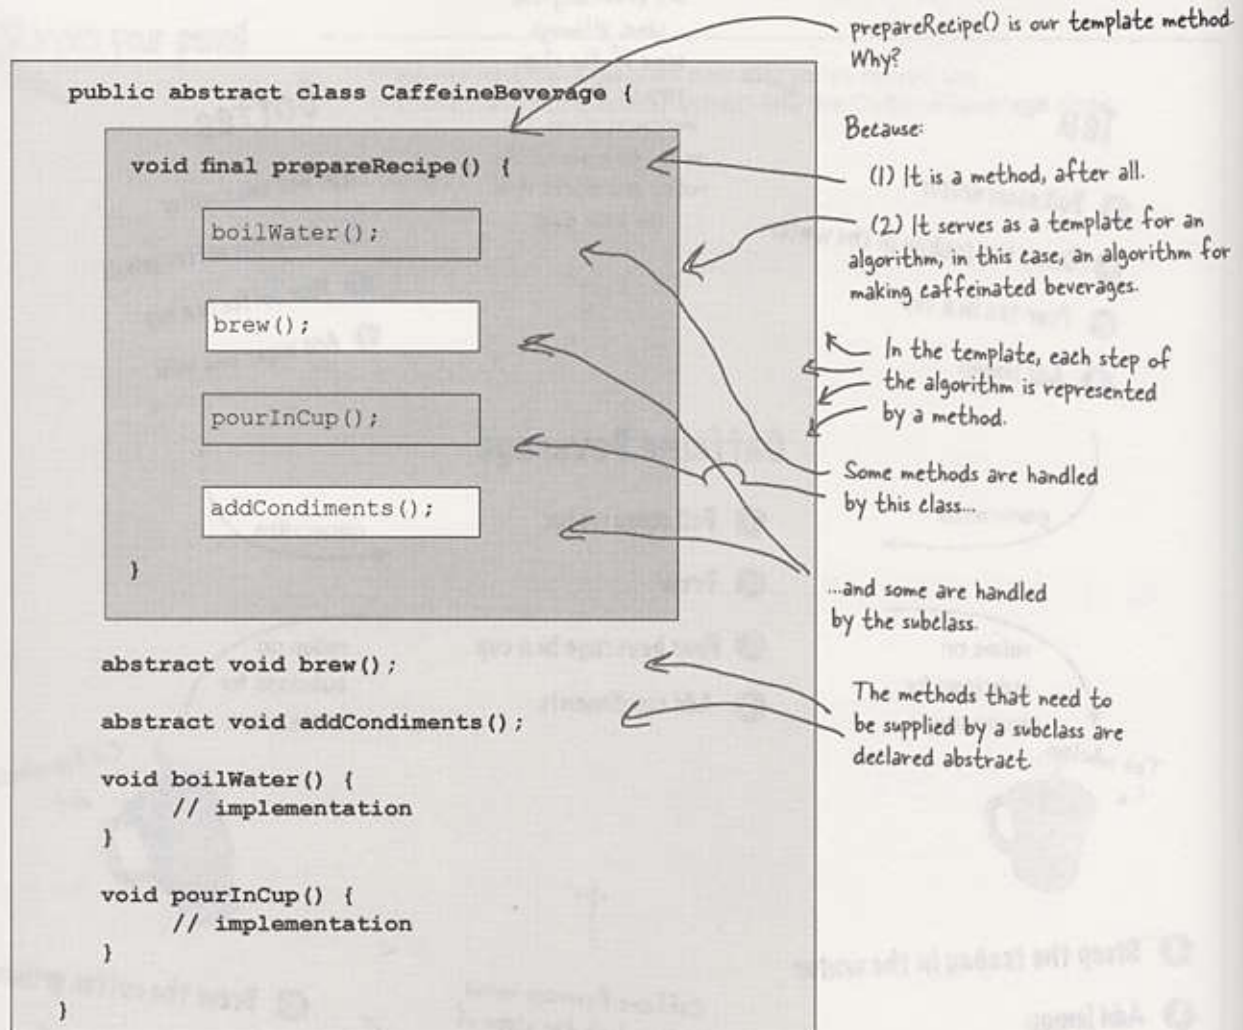 prepareRecipe() is our template method.
Why?
public abstract class CaffeineBeverage {
Because:
void final prepareRecipe() {
(1) It is a method, after all.
boilWater();
(2) It serves as a template for an
algorithm, in this case, an algorithm for
making caffeinated beverages.
brew();
In the template, each step of
the algorithm is represented
by a method.
pourInCup();
Some methods are handled
by this class...
addCondiments();
}
...and some are handled
by the subclass.
abstract void brew();
abstract void addCondiments();
The methods that need to
be supplied by a subclass are
declared abstract.
void boilWater() {
// implementation
}
void pourInCup() {
// implementation
}
}